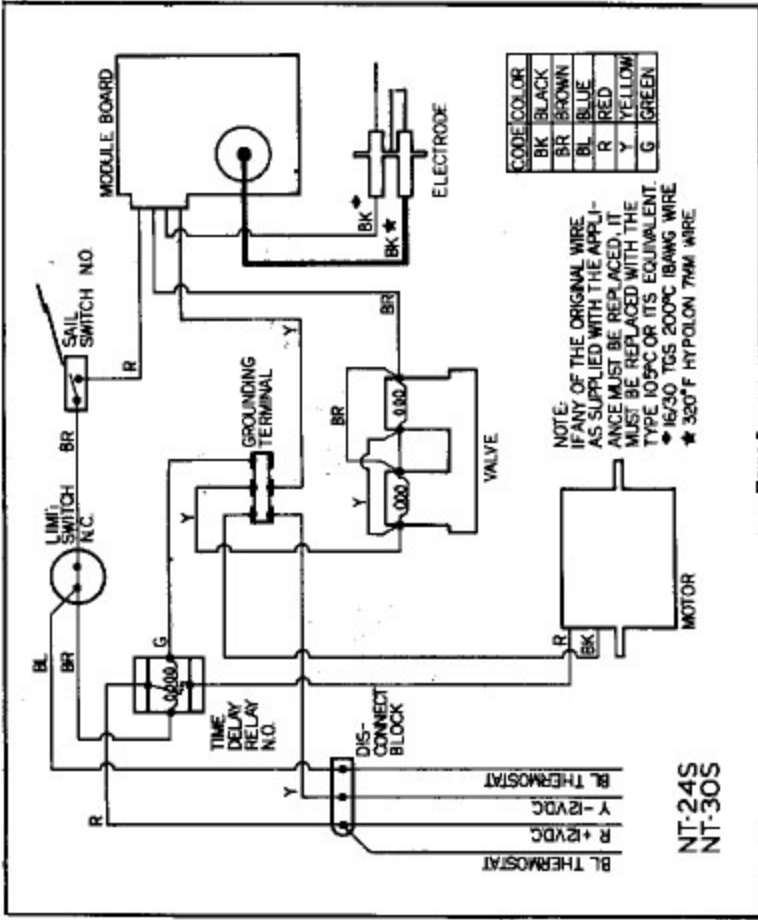 MODULE BOARD
SAIL
SWITCH N.O.
R
BR
LIMIT
SWITCH
N.C.
BL
BR
G
TIME
DELAY
RELAY
N.O.
Y
GROUNDING
TERMINAL
Y
BR
BR
Y
VALVE
BK
BK ★
ELECTRODE
CODE COLOR
BK BLACK
BR BROWN
BL BLUE
R RED
Y YELLOW
G GREEN
NOTE:
IF ANY OF THE ORIGINAL WIRE
AS SUPPLIED WITH THE APPLI-
ANCE MUST BE REPLACED, IT
MUST BE REPLACED WITH THE
TYPE 105°C OR ITS EQUIVALENT.
16/30 TGS 200°C 18AWG WIRE
★ 320°F HYPOLON 7MM WIRE
R
BK
MOTOR
R
Y
DIS-
CONNECT
BLOCK
BL THERMOSTAT
Y -12VDC
R +12VDC
BL THERMOSTAT
NT-24S
NT-30S